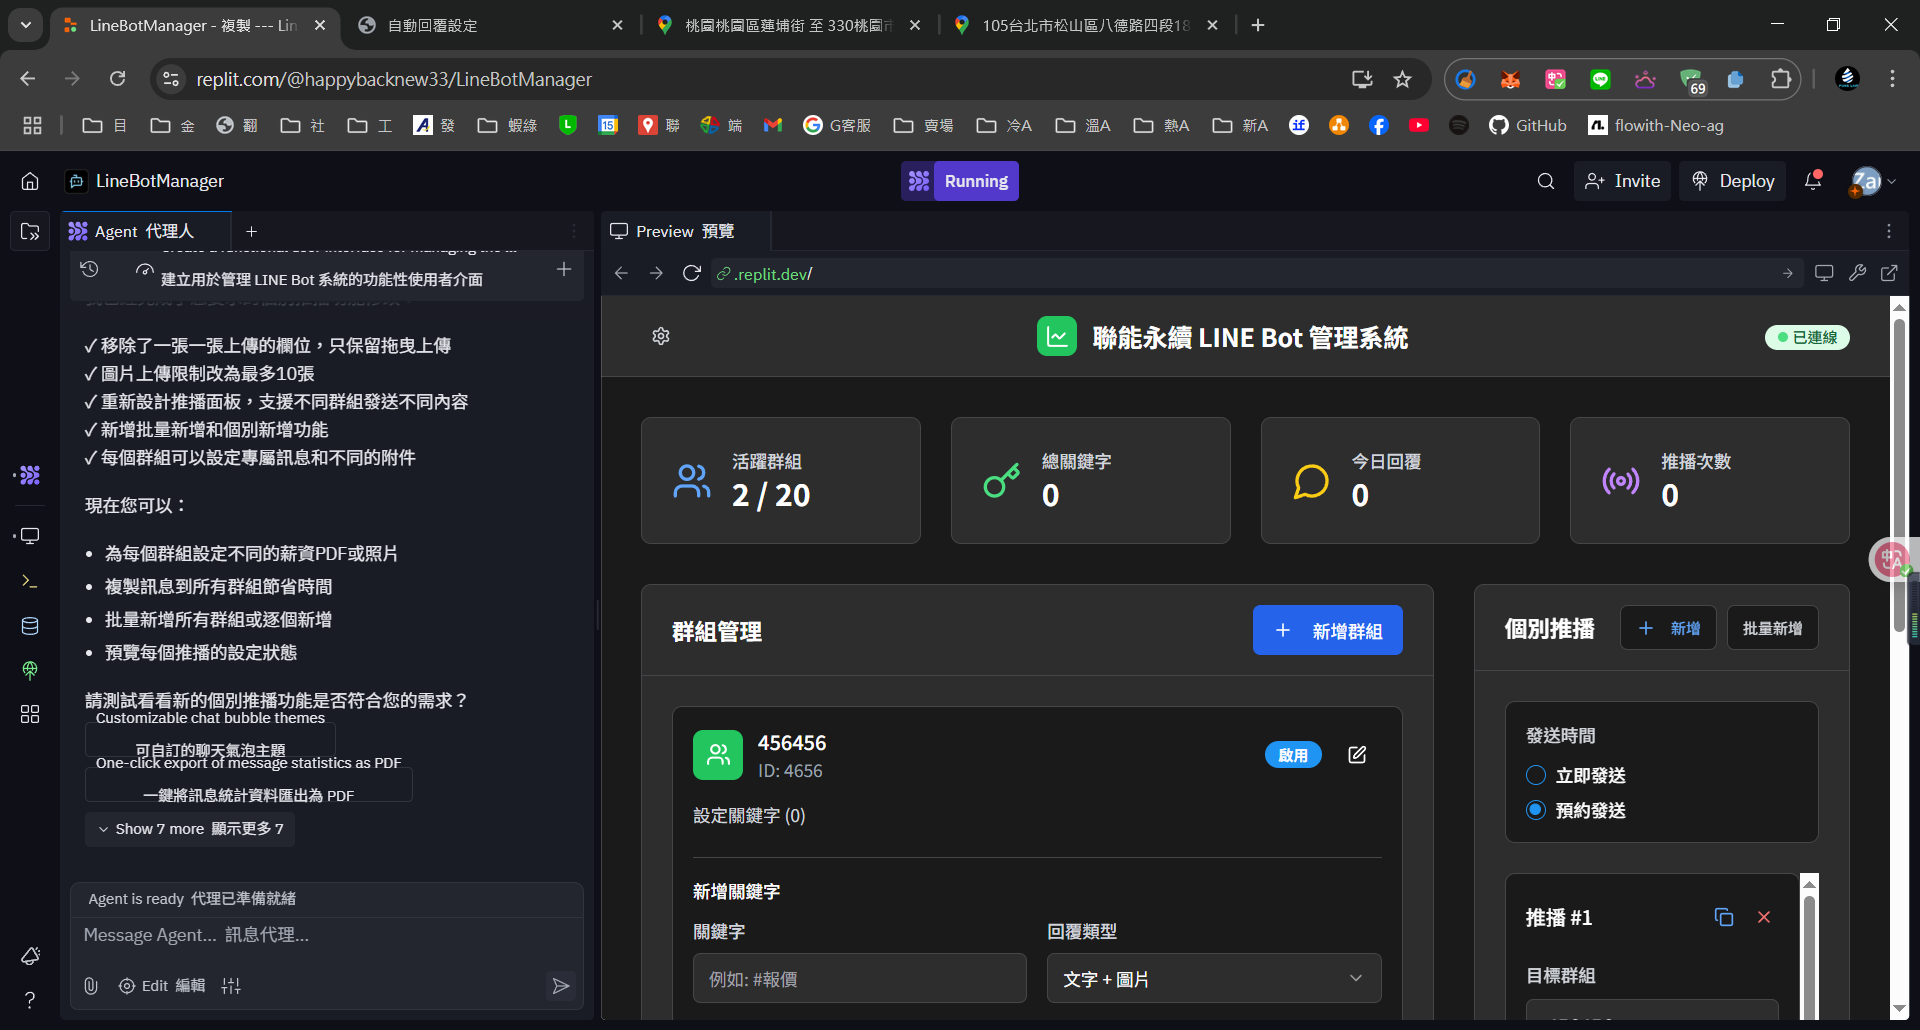 LineBotManager - 複製 --- Lin
自動回覆設定
桃園桃園區蓮埔街 至 330桃園市
105台北市松山區八德路四段18
replit.com/@happybacknew33/LineBotManager
69
目
金
翻
社
工
發
蝦綠
L
15
聯
端
G客服
賣場
冷A
溫A
熱A
新A
GitHub
flowith-Neo-ag
LineBotManager
Running
Invite
Deploy
Agent 代理人
Preview 預覽
建立用於管理 LINE Bot 系統的功能性使用者介面
.replit.dev/
✓移除了一張一張上傳的欄位，只保留拖曳上傳
✓圖片上傳限制改為最多10張
✓重新設計推播面板，支援不同群組發送不同內容
✓新增批量新增和個別新增功能
✓每個群組可以設定專屬訊息和不同的附件
現在您可以：
• 為每個群組設定不同的薪資PDF或照片
• 複製訊息到所有群組節省時間
• 批量新增所有群組或逐個新增
• 預覽每個推播的設定狀態
請測試看看新的個別推播功能是否符合您的需求？
Customizable chat bubble themes
可自訂的聊天氣泡主題
One-click export of message statistics as PDF
一鍵將訊息統計資料匯出為 PDF
Show 7 more 顯示更多 7
Agent is ready 代理已準備就緒
Message Agent... 訊息代理...
Edit 編輯
聯能永續 LINE Bot 管理系統
已連線
活躍群組
2 / 20
總關鍵字
0
今日回覆
0
推播次數
0
群組管理
新增群組
456456
ID: 4656
啟用
設定關鍵字 (0)
新增關鍵字
關鍵字
例如: #報價
回覆類型
文字 + 圖片
個別推播
新增
批量新增
發送時間
立即發送
預約發送
推播 #1
目標群組